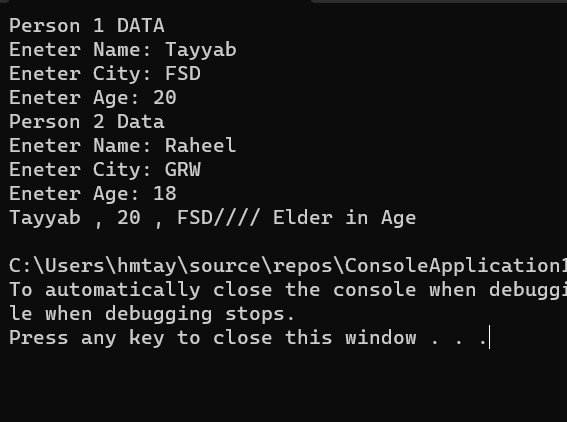 Person 1 DATA
Eneter Name: Tayyab
Eneter City: FSD
Eneter Age: 20
Person 2 Data
Eneter Name: Raheel
Eneter City: GRW
Eneter Age: 18
Tayyab , 20 , FSD//// Elder in Age
C:\Users\hmtay\source\repos\ConsoleApplication1
To automatically close the console when debuggi
le when debugging stops.
Press any key to close this window . . .